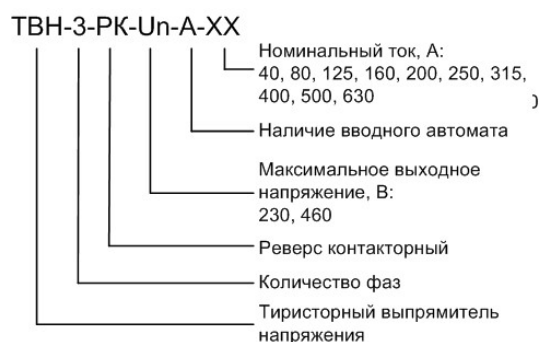 ТВН-3-РК-Un-А-ХХ
Номинальный ток, А:
40, 80, 125, 160, 200, 250, 315,
400, 500, 630
Наличие вводного автомата
Максимальное выходное
напряжение, В:
230, 460
Реверс контакторный
Количество фаз
Тиристорный выпрямитель
напряжения